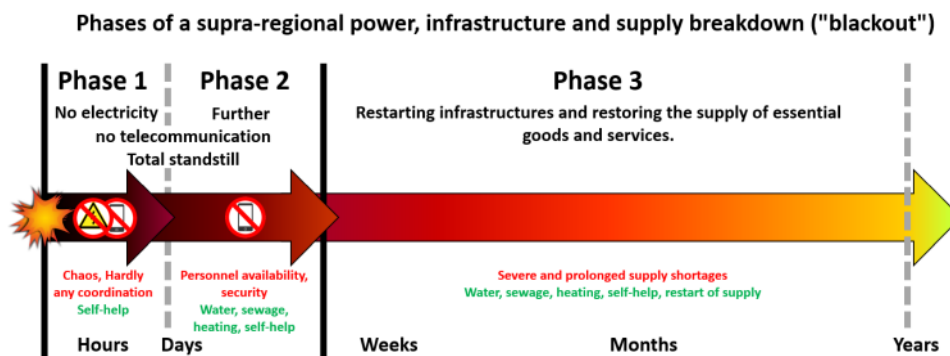 Phases of a supra-regional power, infrastructure and supply breakdown ("blackout")
Phase 1
No electricity
Phase 2
Further
no telecommunication
Total standstill
Phase 3
Restarting infrastructures and restoring the supply of essential
goods and services.
Chaos, Hardly
any coordination
Self-help
Personnel availability,
security
Water, sewage,
heating, self-help
Severe and prolonged supply shortages
Water, sewage, heating, self-help, restart of supply
Hours
Days
Weeks
Months
Years